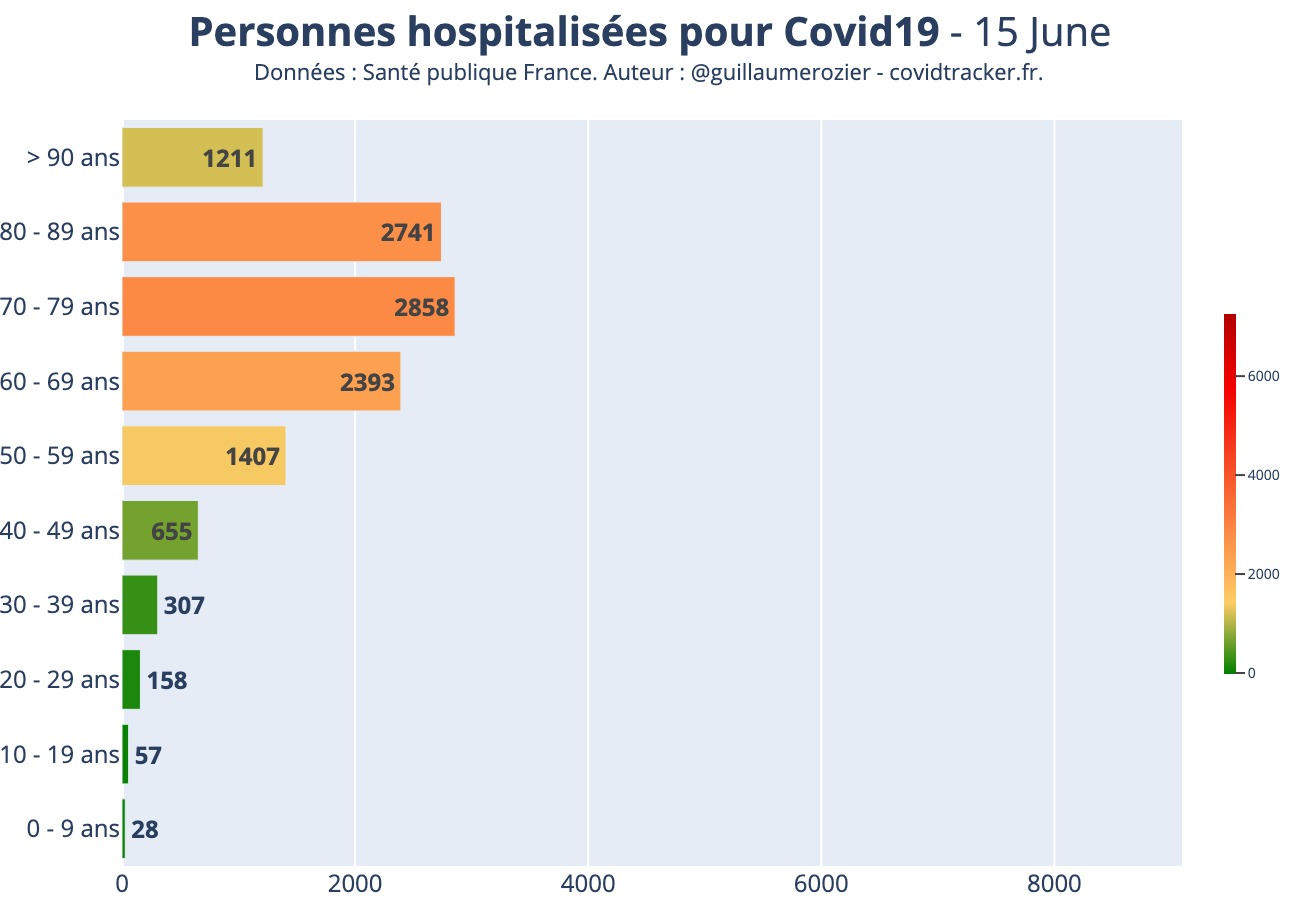 Personnes hospitalisées pour Covid19 - 15 June
Données : Santé publique France. Auteur : @guillaumerozier - covidtracker.fr.
> 90 ans 1211
80 - 89 ans 2741
70 - 79 ans 2858
60 - 69 ans 2393
50 - 59 ans 1407
40 - 49 ans 655
30 - 39 ans 307
20 - 29 ans 158
10 - 19 ans 57
0 - 9 ans 28
0 2000 4000 6000 8000
6000
4000
2000
0